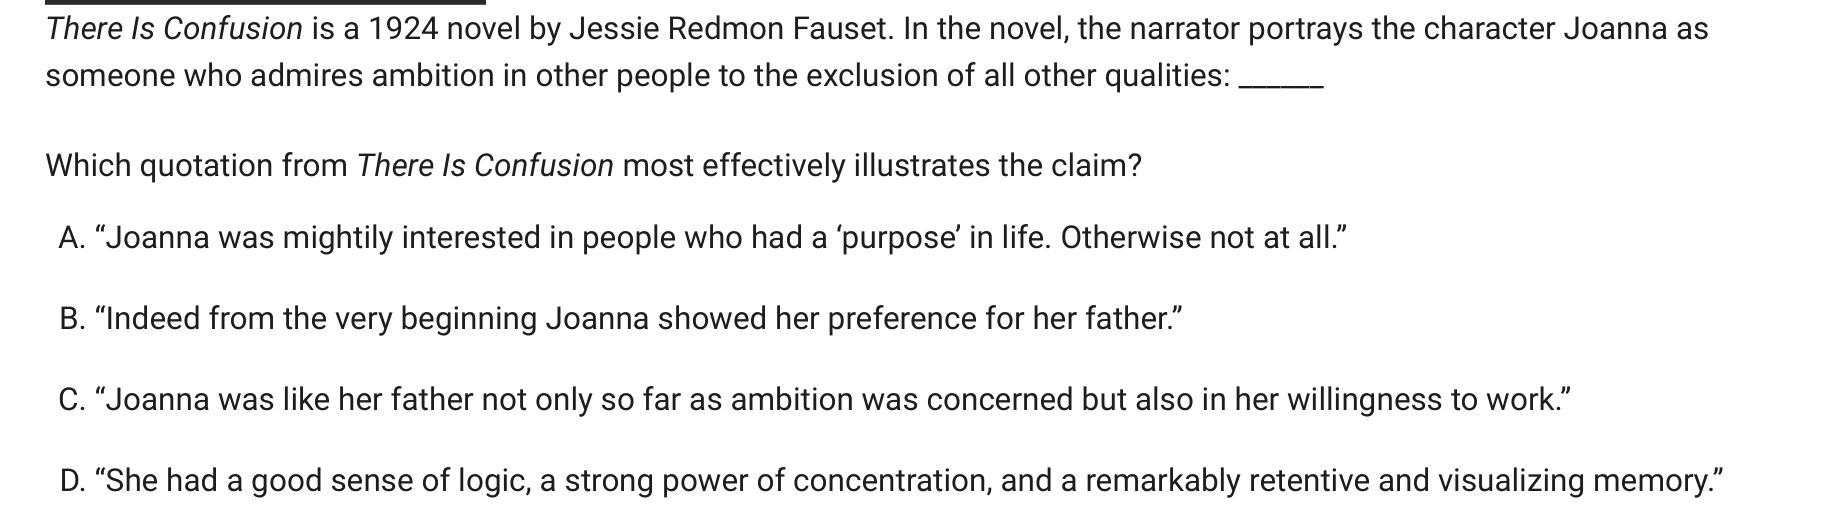 There Is Confusion is a 1924 novel by Jessie Redmon Fauset. In the novel, the narrator portrays the character Joanna as
someone who admires ambition in other people to the exclusion of all other qualities: ______
Which quotation from There Is Confusion most effectively illustrates the claim?
A. “Joanna was mightily interested in people who had a ‘purpose’ in life. Otherwise not at all.”
B. “Indeed from the very beginning Joanna showed her preference for her father.”
C. “Joanna was like her father not only so far as ambition was concerned but also in her willingness to work.”
D. “She had a good sense of logic, a strong power of concentration, and a remarkably retentive and visualizing memory.”